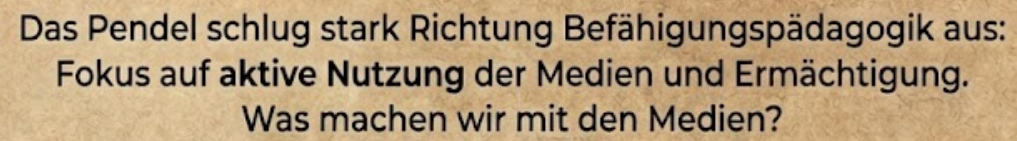 Das Pendel schlug stark Richtung Befähigungspädagogik aus:
Fokus auf aktive Nutzung der Medien und Ermächtigung.
Was machen wir mit den Medien?